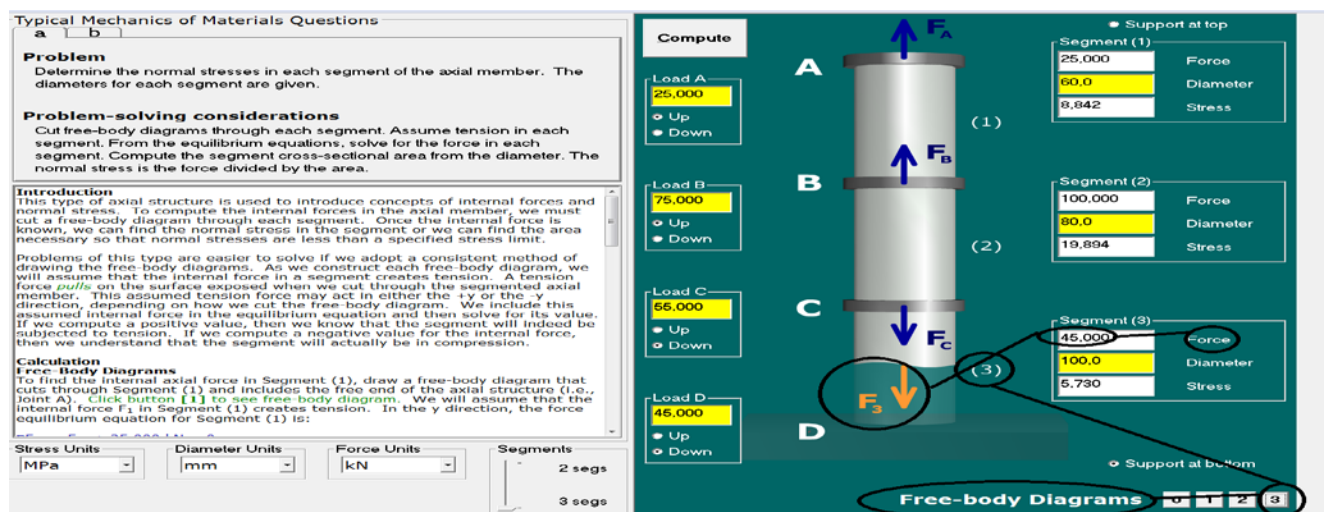 Typical Mechanics of Materials Questions
a b
Problem
Determine the normal stresses in each segment of the axial member. The
diameters for each segment are given.
Problem-solving considerations
Cut free-body diagrams through each segment. Assume tension in each
segment. From the equilibrium equations, solve for the force in each
segment. Compute the segment cross-sectional area from the diameter. The
normal stress is the force divided by the area.
Introduction
This type of axial structure is used to introduce concepts of internal forces and
normal stress. To compute the internal forces in the axial member, we must
cut a free-body diagram through each segment. Once the internal force is
known, we can find the normal stress in the segment or we can find the area
necessary so that normal stresses are less than a specified stress limit.
Problems of this type are easier to solve if we adopt a consistent method of
drawing the free-body diagrams. As we construct each free-body diagram, we
will assume that the internal force in a segment creates tension. A tension
force pulls on the surface exposed when we cut through the segmented axial
member. This assumed tension force may act in either the +y or the -y
direction, depending on how we cut the free-body diagram. We include this
assumed internal force in the equilibrium equation and then solve for its value.
If we compute a positive value, then we know that the segment will indeed be
subjected to tension. If we compute a negative value for the internal force,
then we understand that the segment will actually be in compression.
Calculation
Free-Body Diagrams
To find the internal axial force in Segment (1), draw a free-body diagram that
cuts through Segment (1) and includes the free end of the axial structure (i.e.,
Joint A). Click button [1] to see free-body diagram. We will assume that the
internal force F₁ in Segment (1) creates tension. In the y direction, the force
equilibrium equation for Segment (1) is:
Stress Units
MPa
Diameter Units
mm
Force Units
kN
Segments
2 segs
3 segs
Compute
Load A
25,000
Up
Down
Load B
75,000
Up
Down
Load C
55,000
Up
Down
Load D
45,000
Up
Down
A
B
C
D
F_A
F_B
F_C
F₃
(1)
(2)
(3)
Support at top
Segment (1)
25,000 Force
60,0 Diameter
8,842 Stress
Segment (2)
100,000 Force
80,0 Diameter
19,894 Stress
Segment (3)
45,000 Force
100,0 Diameter
5,730 Stress
Support at bottom
Free-body Diagrams 0 1 2 3